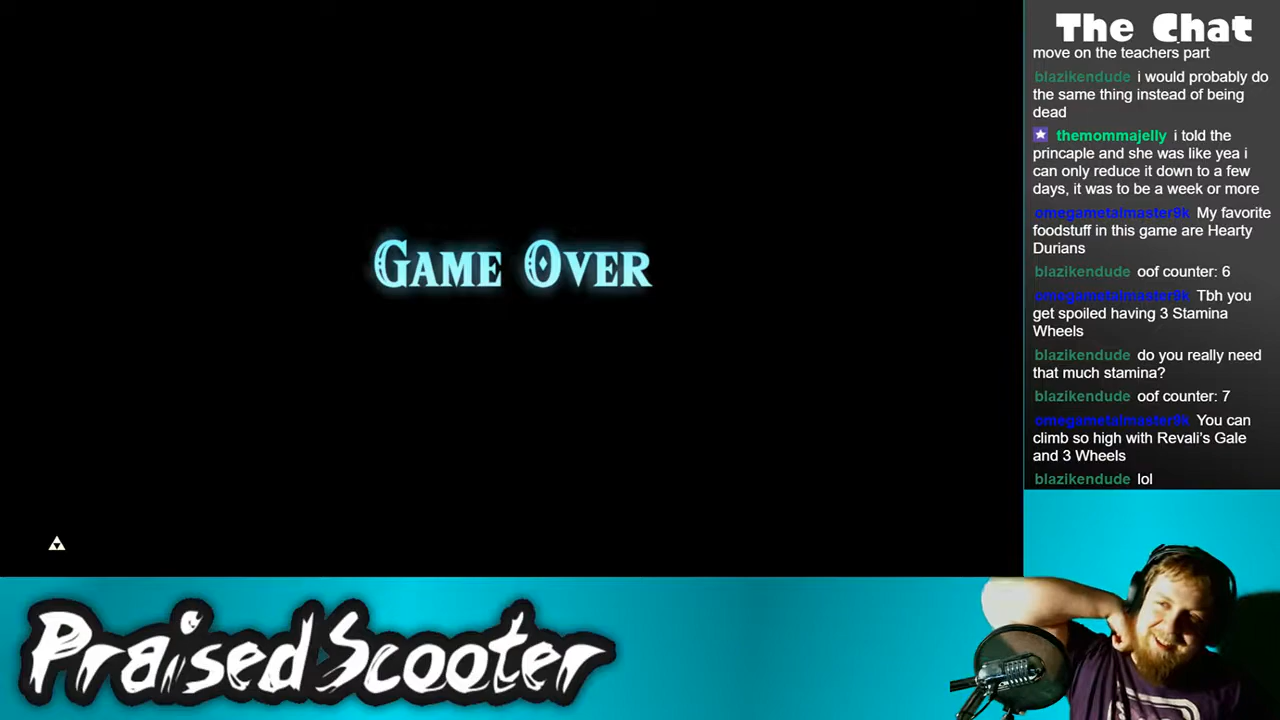 Game Over
The Chat
move on the teachers part
blazikendude i would probably do
the same thing instead of being
dead
themommajelly i told the
princaple and she was like yea i
can only reduce it down to a few
days, it was to be a week or more
omegametalmaster9k My favorite
foodstuff in this game are Hearty
Durians
blazikendude oof counter: 6
omegametalmaster9k Tbh you
get spoiled having 3 Stamina
Wheels
blazikendude do you really need
that much stamina?
blazikendude oof counter: 7
omegametalmaster9k You can
climb so high with Revali's Gale
and 3 Wheels
blazikendude lol
PraisedScooter